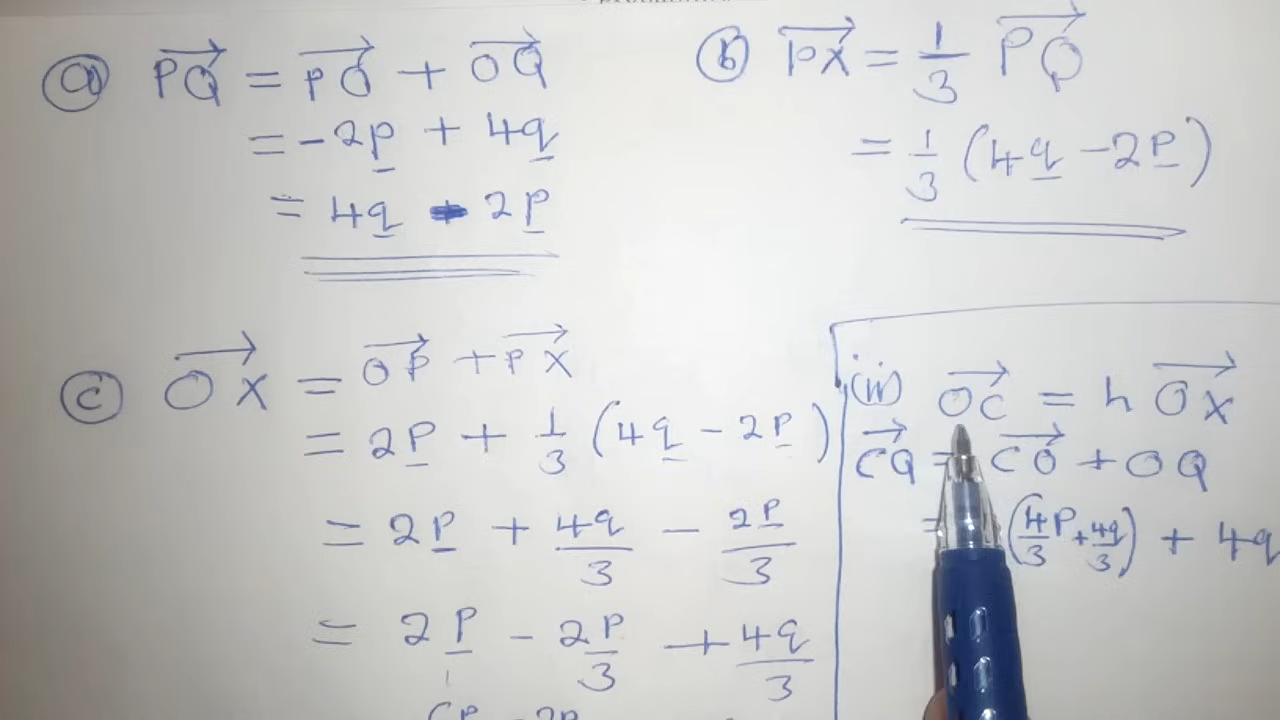 (a) PQ = PO + OQ
= -2p + 4q
= 4q - 2p
(b) PX = 1/3 PQ
= 1/3 (4q - 2p)
(c) OX = OP + PX
= 2p + 1/3 (4q - 2p)
= 2p + 4q/3 - 2p/3
= 2p - 2p/3 + 4q/3
(iii) OC = h OX
CQ = CO + OQ
= (4/3 p + 4q/3) + 4q